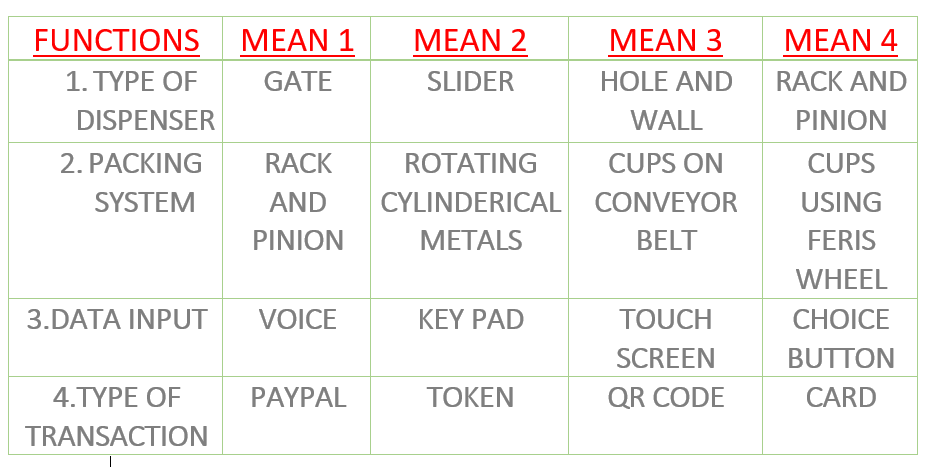 FUNCTIONS MEAN 1 MEAN 2 MEAN 3 MEAN 4
1. TYPE OF DISPENSER GATE SLIDER HOLE AND WALL RACK AND PINION
2. PACKING SYSTEM RACK AND PINION ROTATING CYLINDERICAL METALS CUPS ON CONVEYOR BELT CUPS USING FERIS WHEEL
3.DATA INPUT VOICE KEY PAD TOUCH SCREEN CHOICE BUTTON
4.TYPE OF TRANSACTION PAYPAL TOKEN QR CODE CARD